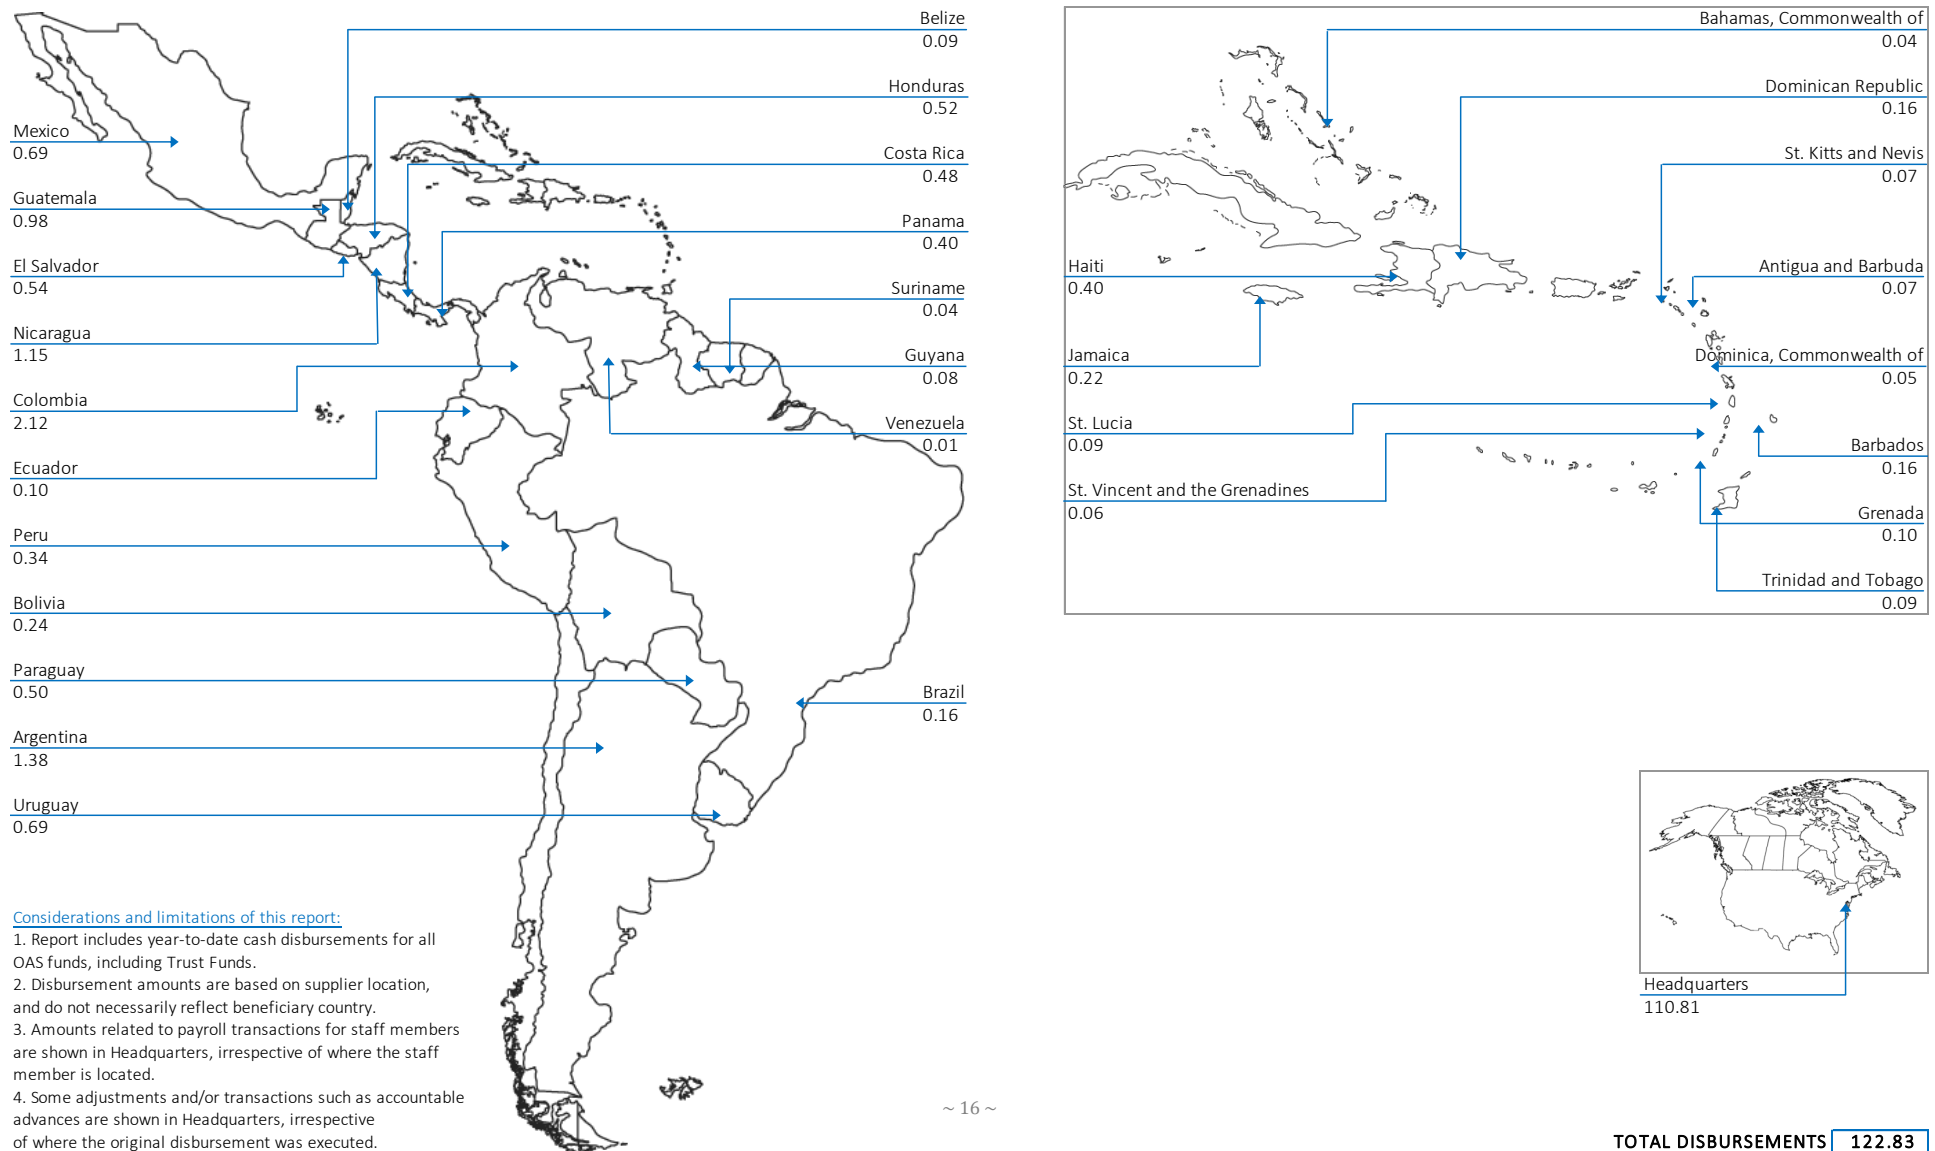 Belize
0.09
Honduras
0.52
Mexico
0.69
Costa Rica
0.48
Guatemala
0.98
Panama
0.40
El Salvador
0.54
Suriname
0.04
Nicaragua
1.15
Guyana
0.08
Colombia
2.12
Venezuela
0.01
Ecuador
0.10
Peru
0.34
Bolivia
0.24
Paraguay
0.50
Brazil
0.16
Argentina
1.38
Uruguay
0.69
Bahamas, Commonwealth of
0.04
Dominican Republic
0.16
St. Kitts and Nevis
0.07
Haiti
0.40
Antigua and Barbuda
0.07
Jamaica
0.22
Dominica, Commonwealth of
0.05
St. Lucia
0.09
Barbados
0.16
St. Vincent and the Grenadines
0.06
Grenada
0.10
Trinidad and Tobago
0.09
Headquarters
110.81
Considerations and limitations of this report:
1. Report includes year-to-date cash disbursements for all
OAS funds, including Trust Funds.
2. Disbursement amounts are based on supplier location,
and do not necessarily reflect beneficiary country.
3. Amounts related to payroll transactions for staff members
are shown in Headquarters, irrespective of where the staff
member is located.
4. Some adjustments and/or transactions such as accountable
advances are shown in Headquarters, irrespective
of where the original disbursement was executed.
~ 16 ~
TOTAL DISBURSEMENTS 122.83